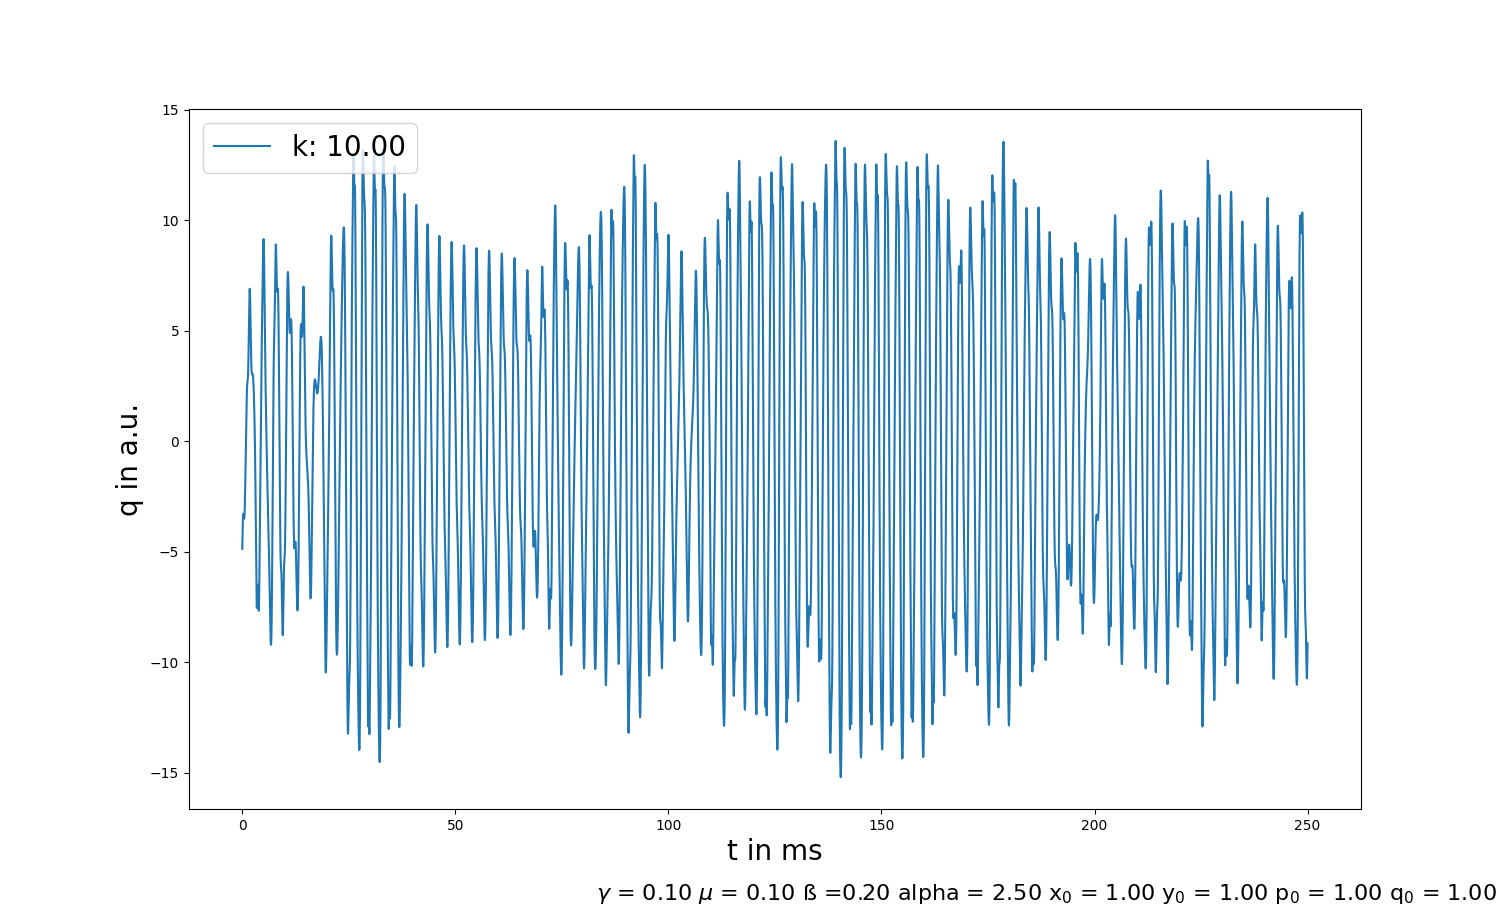 15
k: 10.00
10
5
0
−5
−10
−15
q in a.u.
0 50 100 150 200 250
t in ms
γ = 0.10 μ = 0.10 ß =0.20 alpha = 2.50 x₀ = 1.00 y₀ = 1.00 p₀ = 1.00 q₀ = 1.00